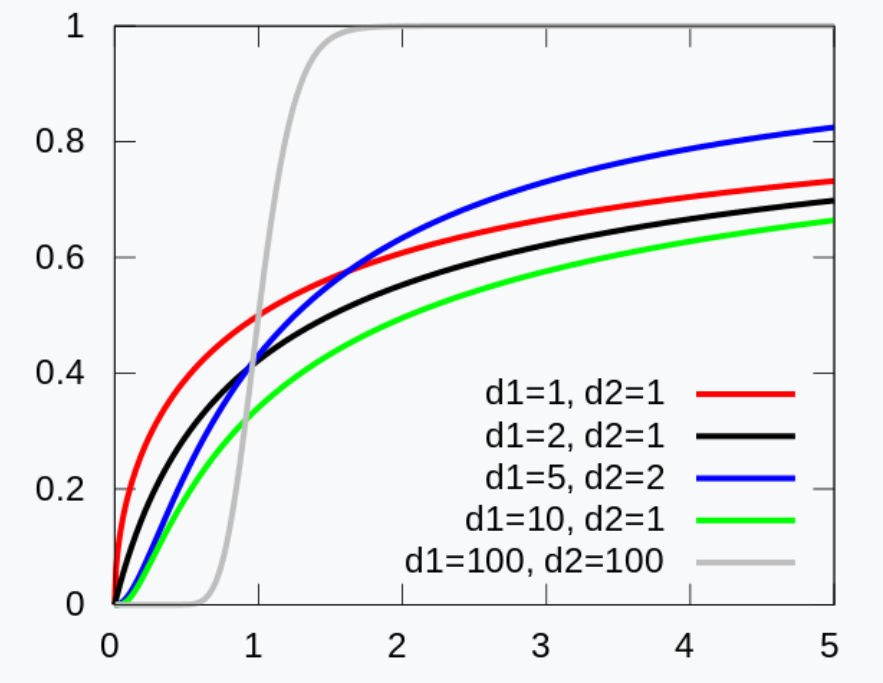 1
0.8
0.6
0.4
0.2
0
d1=1, d2=1
d1=2, d2=1
d1=5, d2=2
d1=10, d2=1
d1=100, d2=100
0 1 2 3 4 5